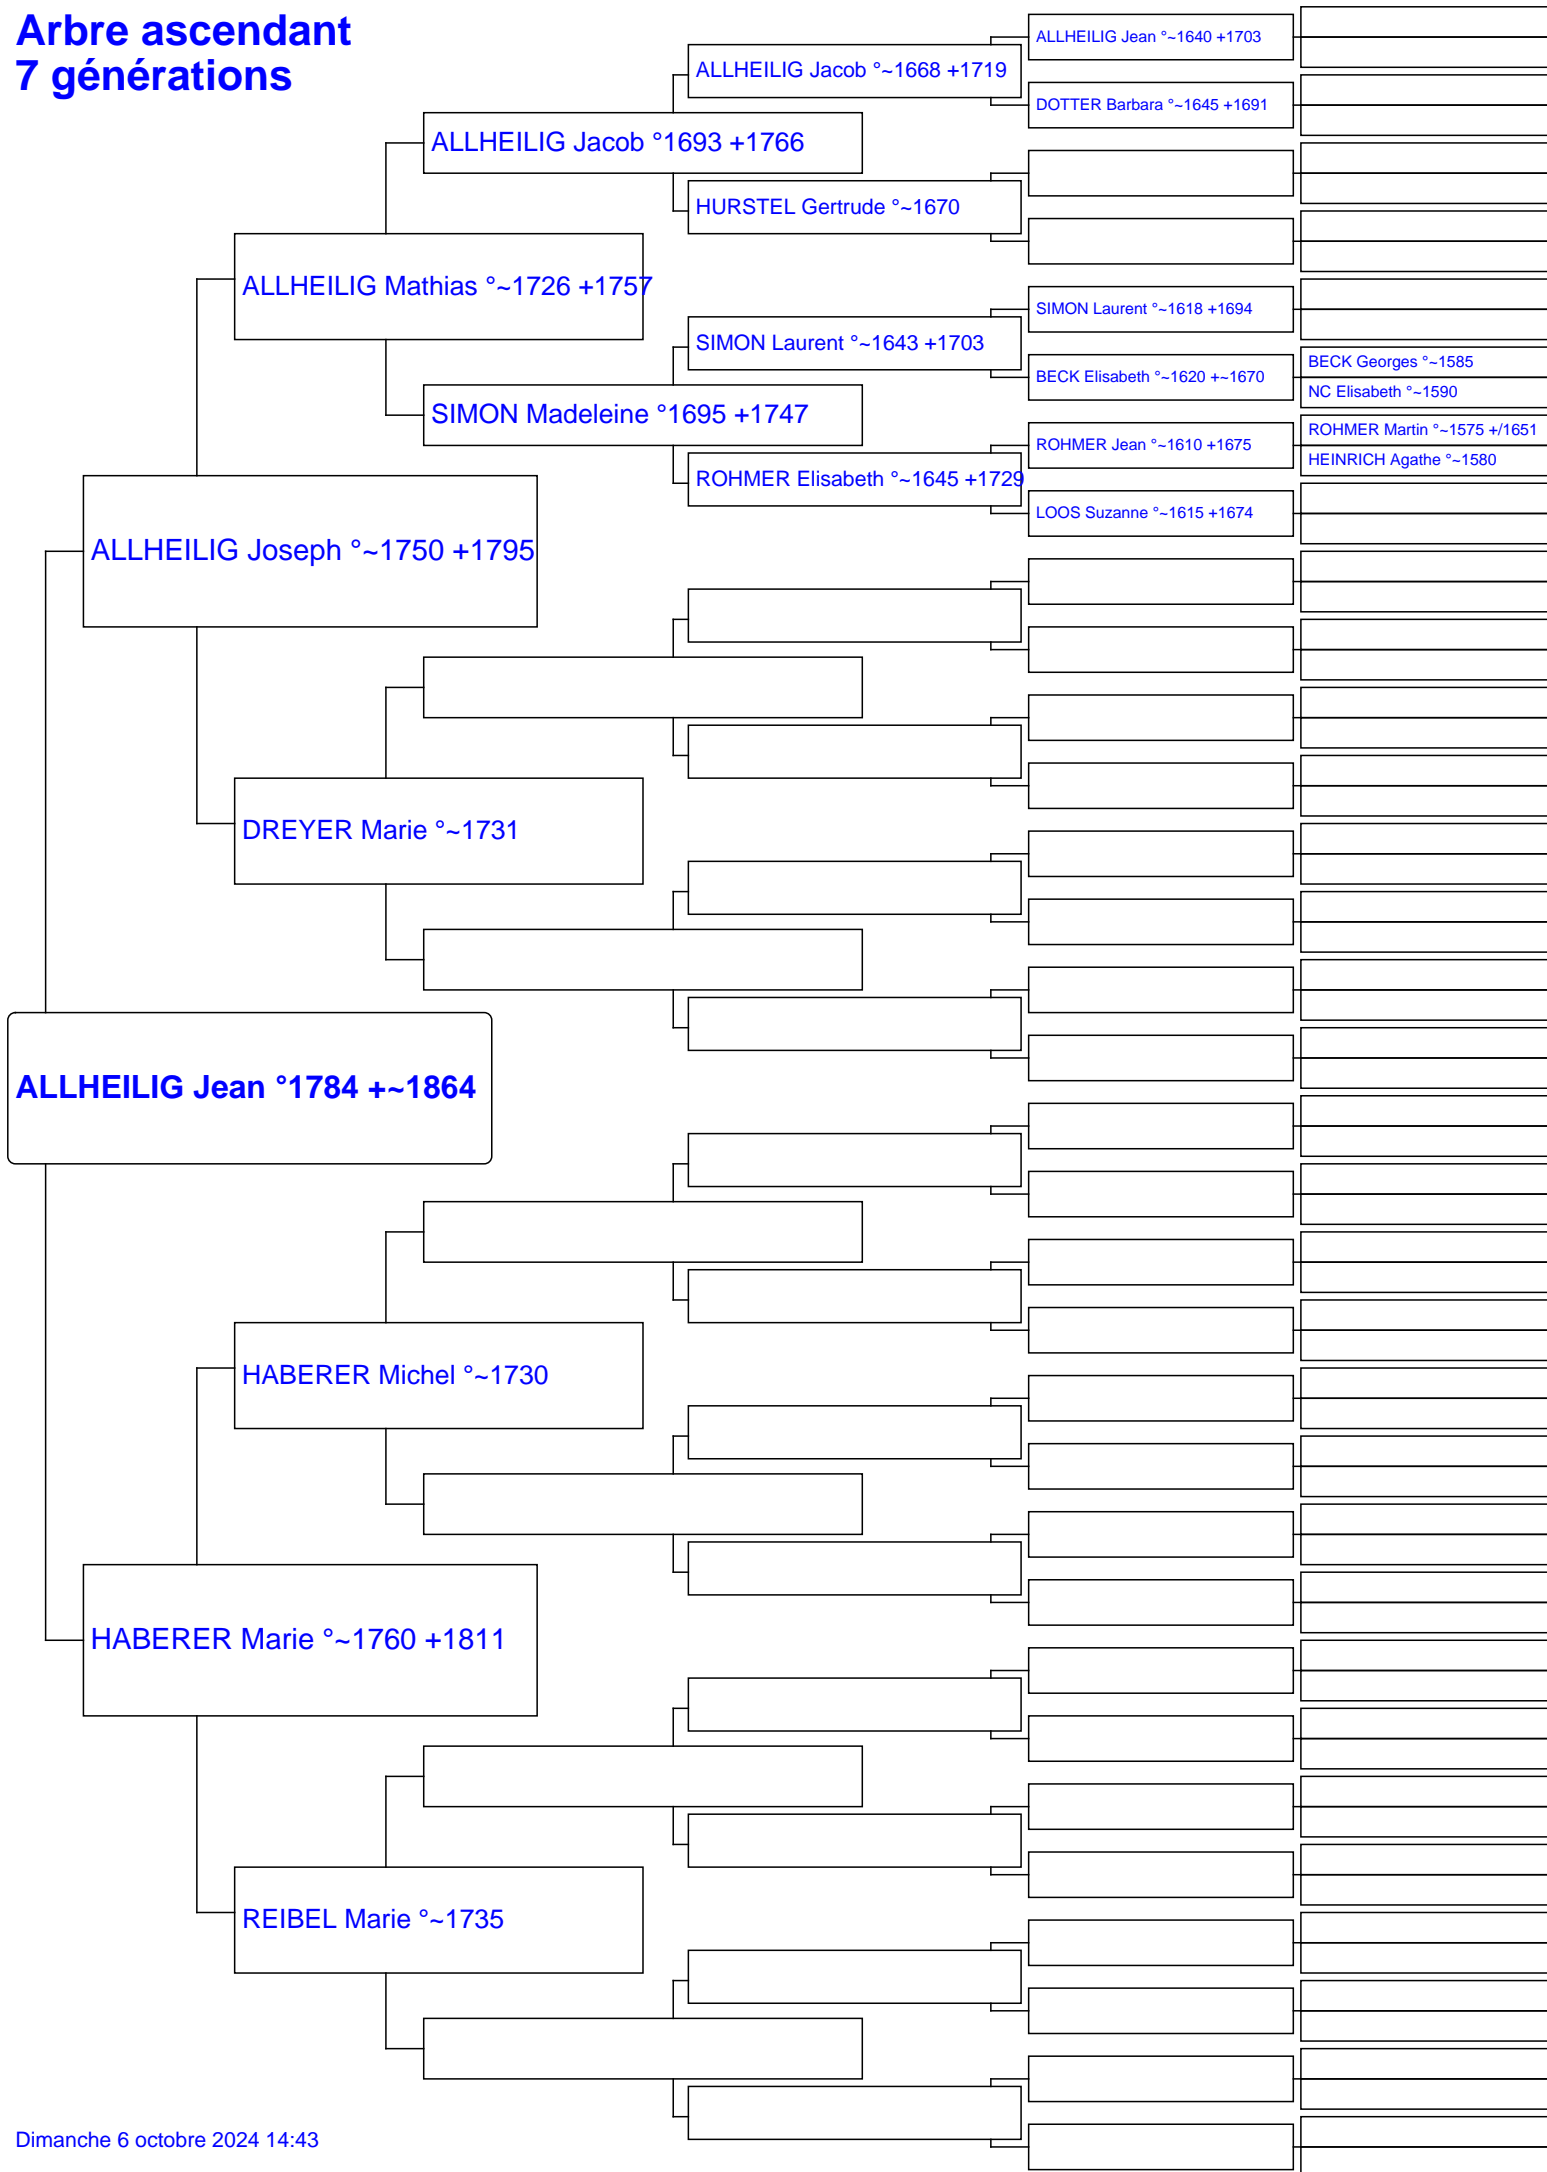 Arbre ascendant
7 générations
ALLHEILIG Jean °~1640 +1703
ALLHEILIG Jacob °~1668 +1719
DOTTER Barbara °~1645 +1691
ALLHEILIG Jacob °1693 +1766
HURSTEL Gertrude °~1670
ALLHEILIG Mathias °~1726 +1757
SIMON Laurent °~1618 +1694
SIMON Laurent °~1643 +1703
BECK Georges °~1585
BECK Elisabeth °~1620 +~1670
NC Elisabeth °~1590
SIMON Madeleine °1695 +1747
ROHMER Martin °~1575 +/1651
ROHMER Jean °~1610 +1675
HEINRICH Agathe °~1580
ROHMER Elisabeth °~1645 +1729
LOOS Suzanne °~1615 +1674
ALLHEILIG Joseph °~1750 +1795
DREYER Marie °~1731
ALLHEILIG Jean °1784 +~1864
HABERER Michel °~1730
HABERER Marie °~1760 +1811
REIBEL Marie °~1735
Dimanche 6 octobre 2024 14:43